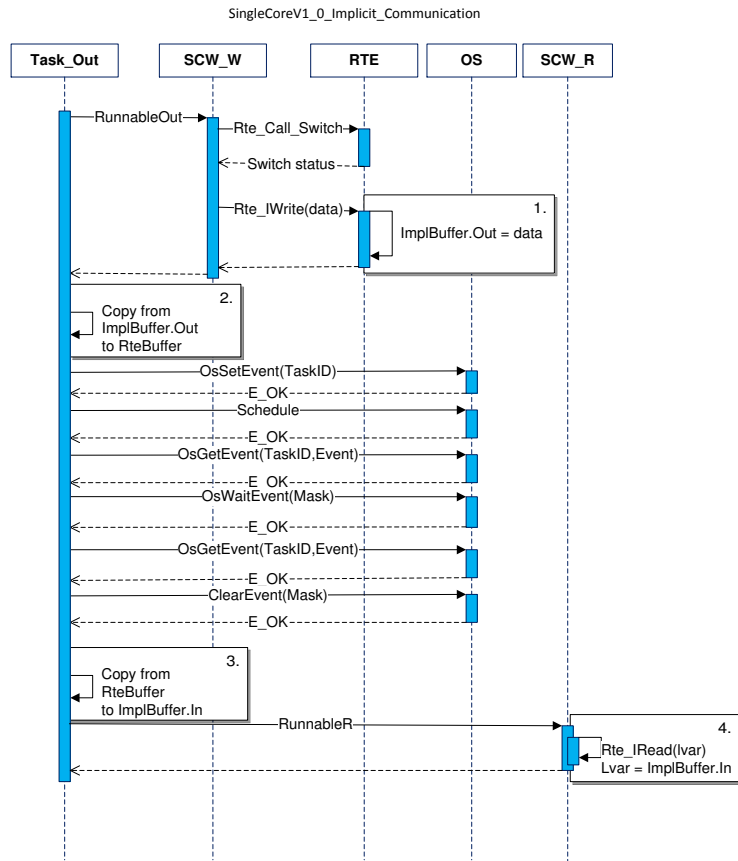 SingleCoreV1_0_Implicit_Communication
Task_Out
SCW_W
RTE
OS
SCW_R
RunnableOut
Rte_Call_Switch
Switch status
Rte_IWrite(data)
1.
ImplBuffer.Out = data
2.
Copy from
ImplBuffer.Out
to RteBuffer
OsSetEvent(TaskID)
E_OK
Schedule
E_OK
OsGetEvent(TaskID,Event)
E_OK
OsWaitEvent(Mask)
E_OK
OsGetEvent(TaskID,Event)
E_OK
ClearEvent(Mask)
E_OK
3.
Copy from
RteBuffer
to ImplBuffer.In
RunnableR
4.
Rte_IRead(lvar)
Lvar = ImplBuffer.In